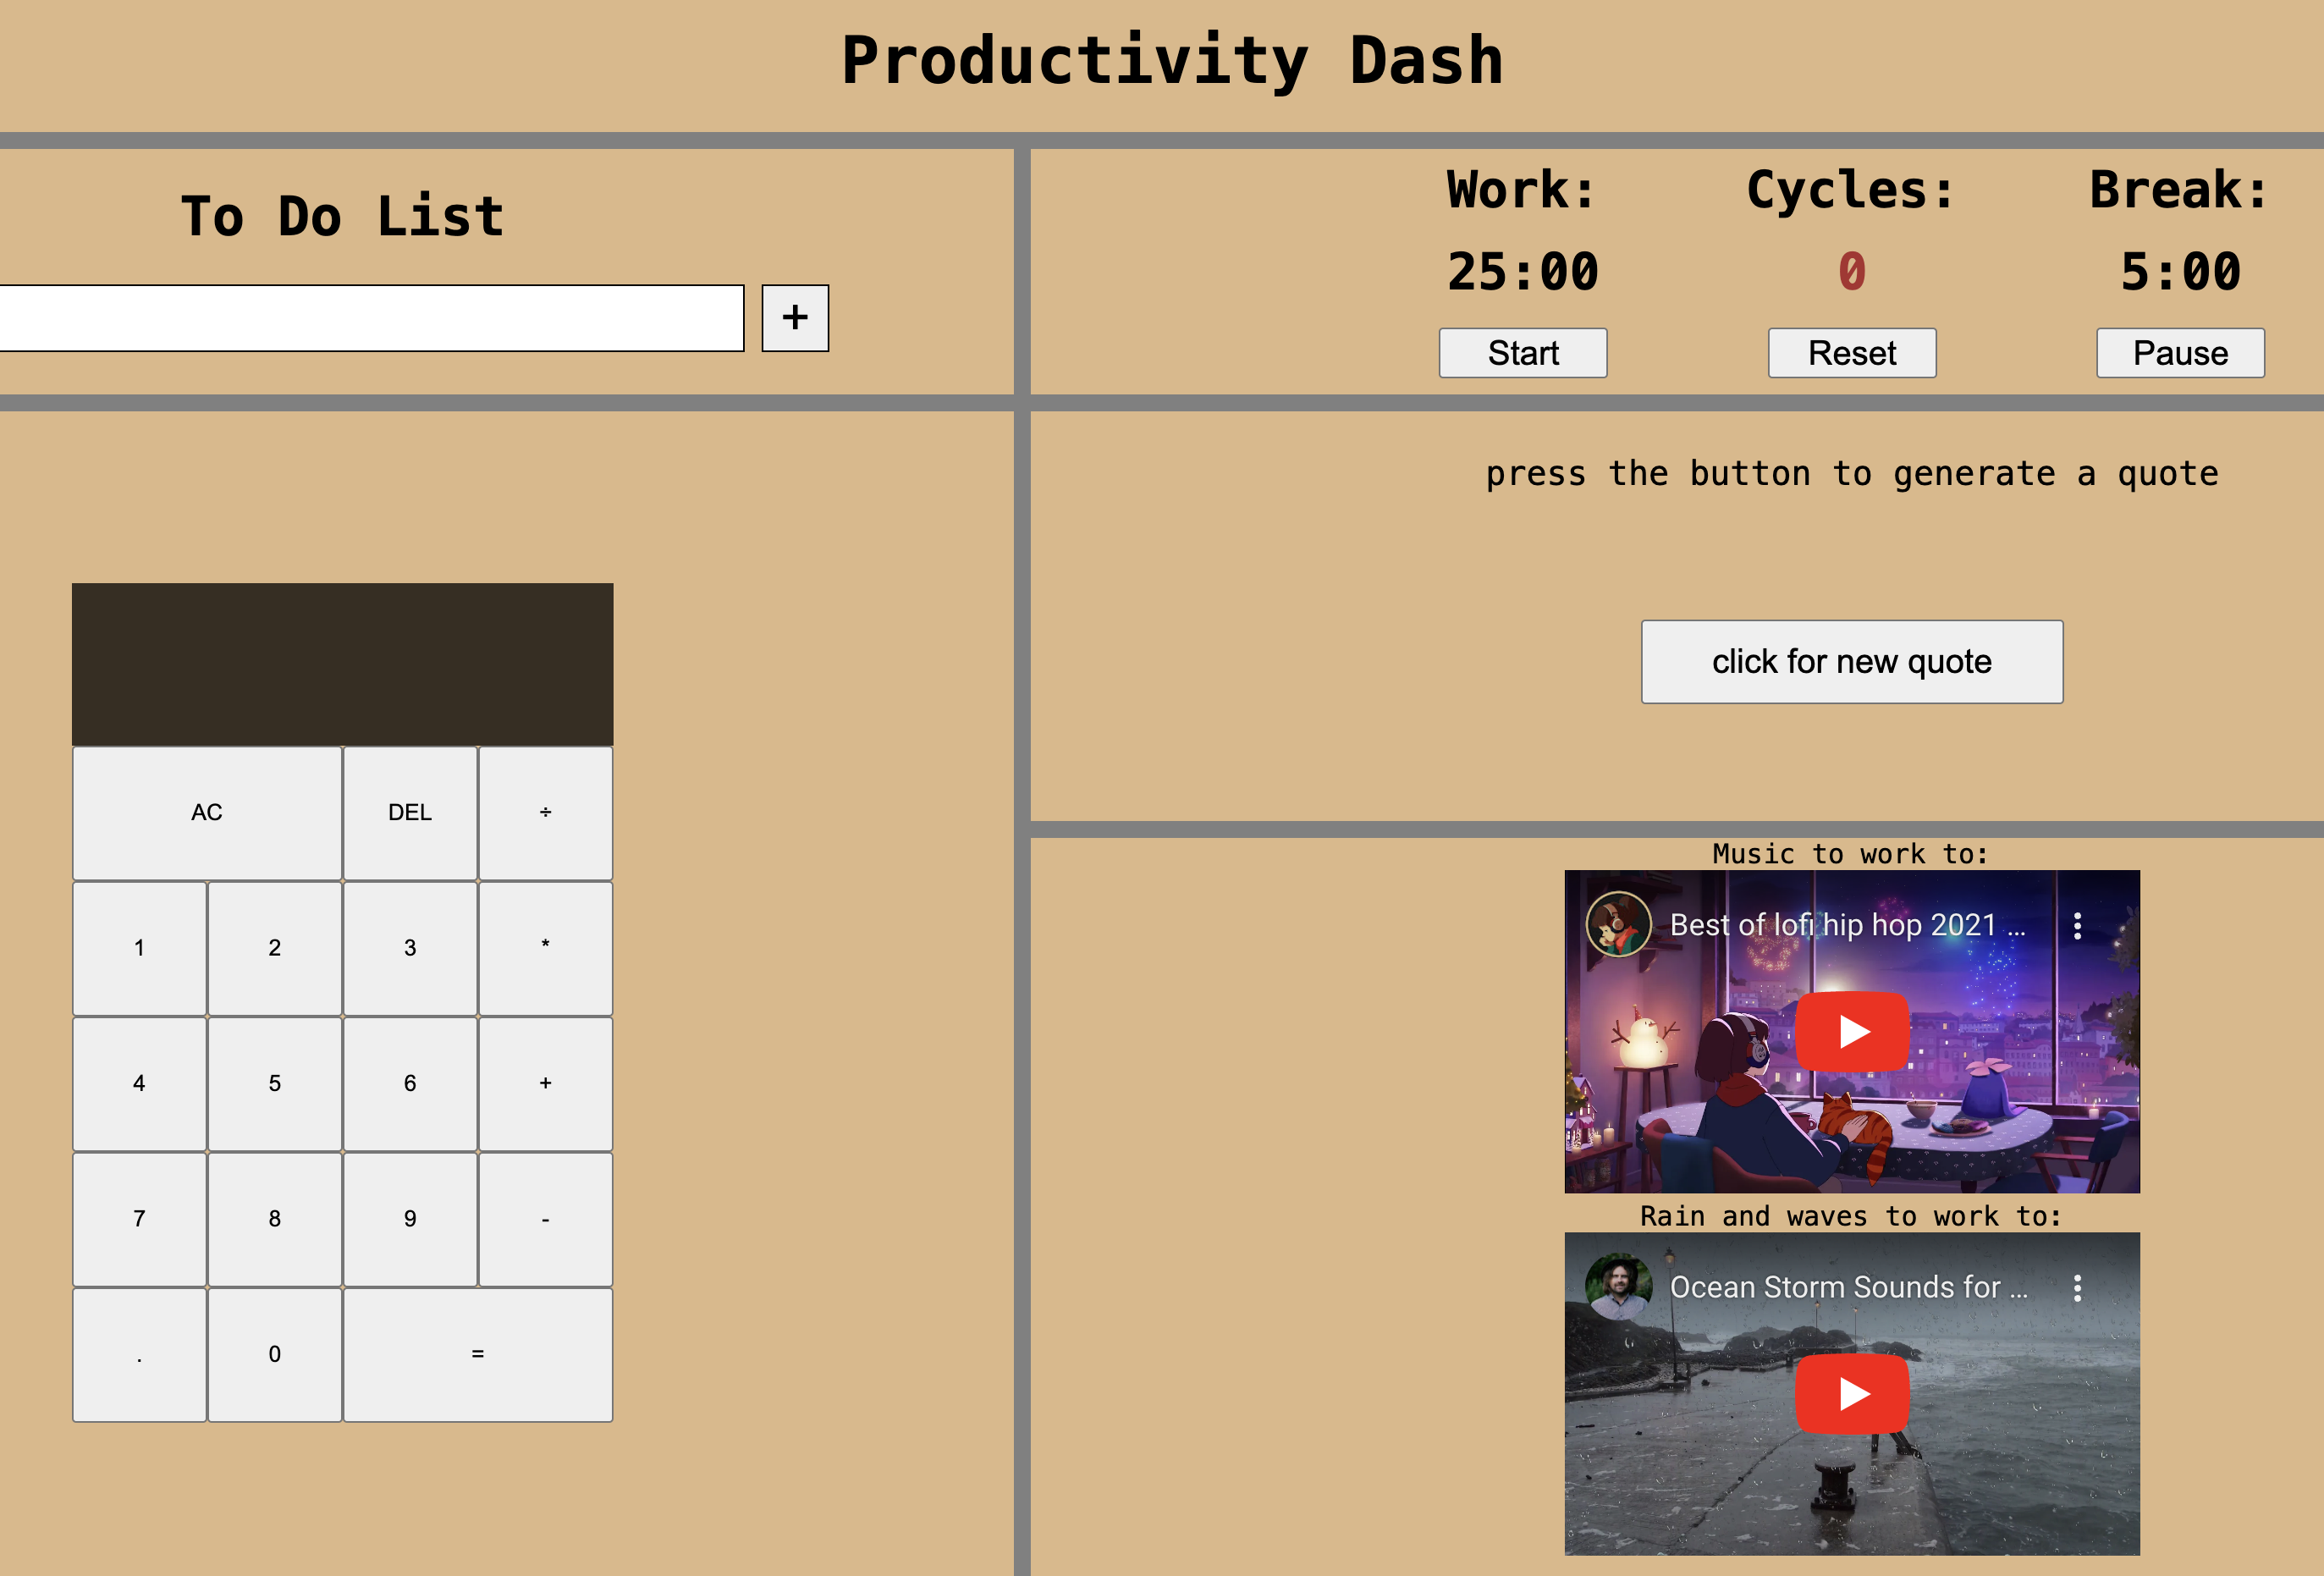 Productivity Dash
To Do List
+
Work: Cycles: Break:
25:00 0 5:00
Start Reset Pause
press the button to generate a quote
click for new quote
AC DEL ÷
1 2 3 *
4 5 6 +
7 8 9 -
. 0 =
Music to work to:
Best of lofi hip hop 2021 ...
Rain and waves to work to:
Ocean Storm Sounds for ...